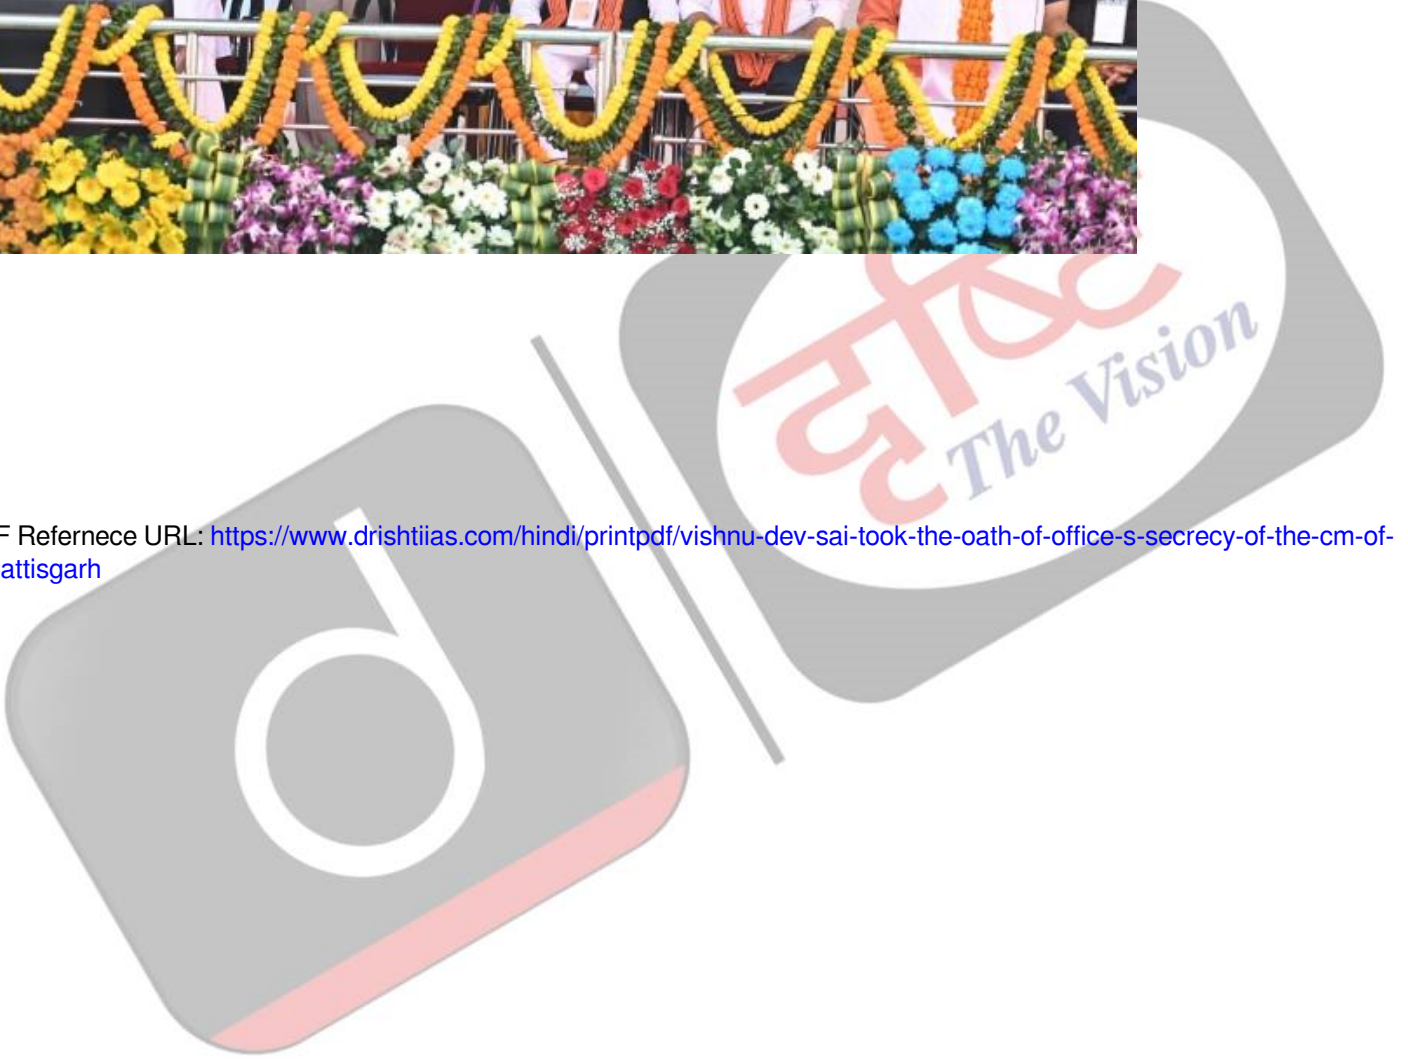 दृष्टि
The Vision
F Refernece URL: https://www.drishtiias.com/hindi/printpdf/vishnu-dev-sai-took-the-oath-of-office-s-secrecy-of-the-cm-of-
attisgarh
d